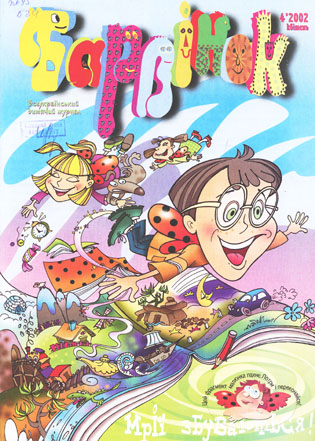 4'2002
квітень
Барвінок
Всеукраїнський
дитячий журнал
Мрії збуваються!